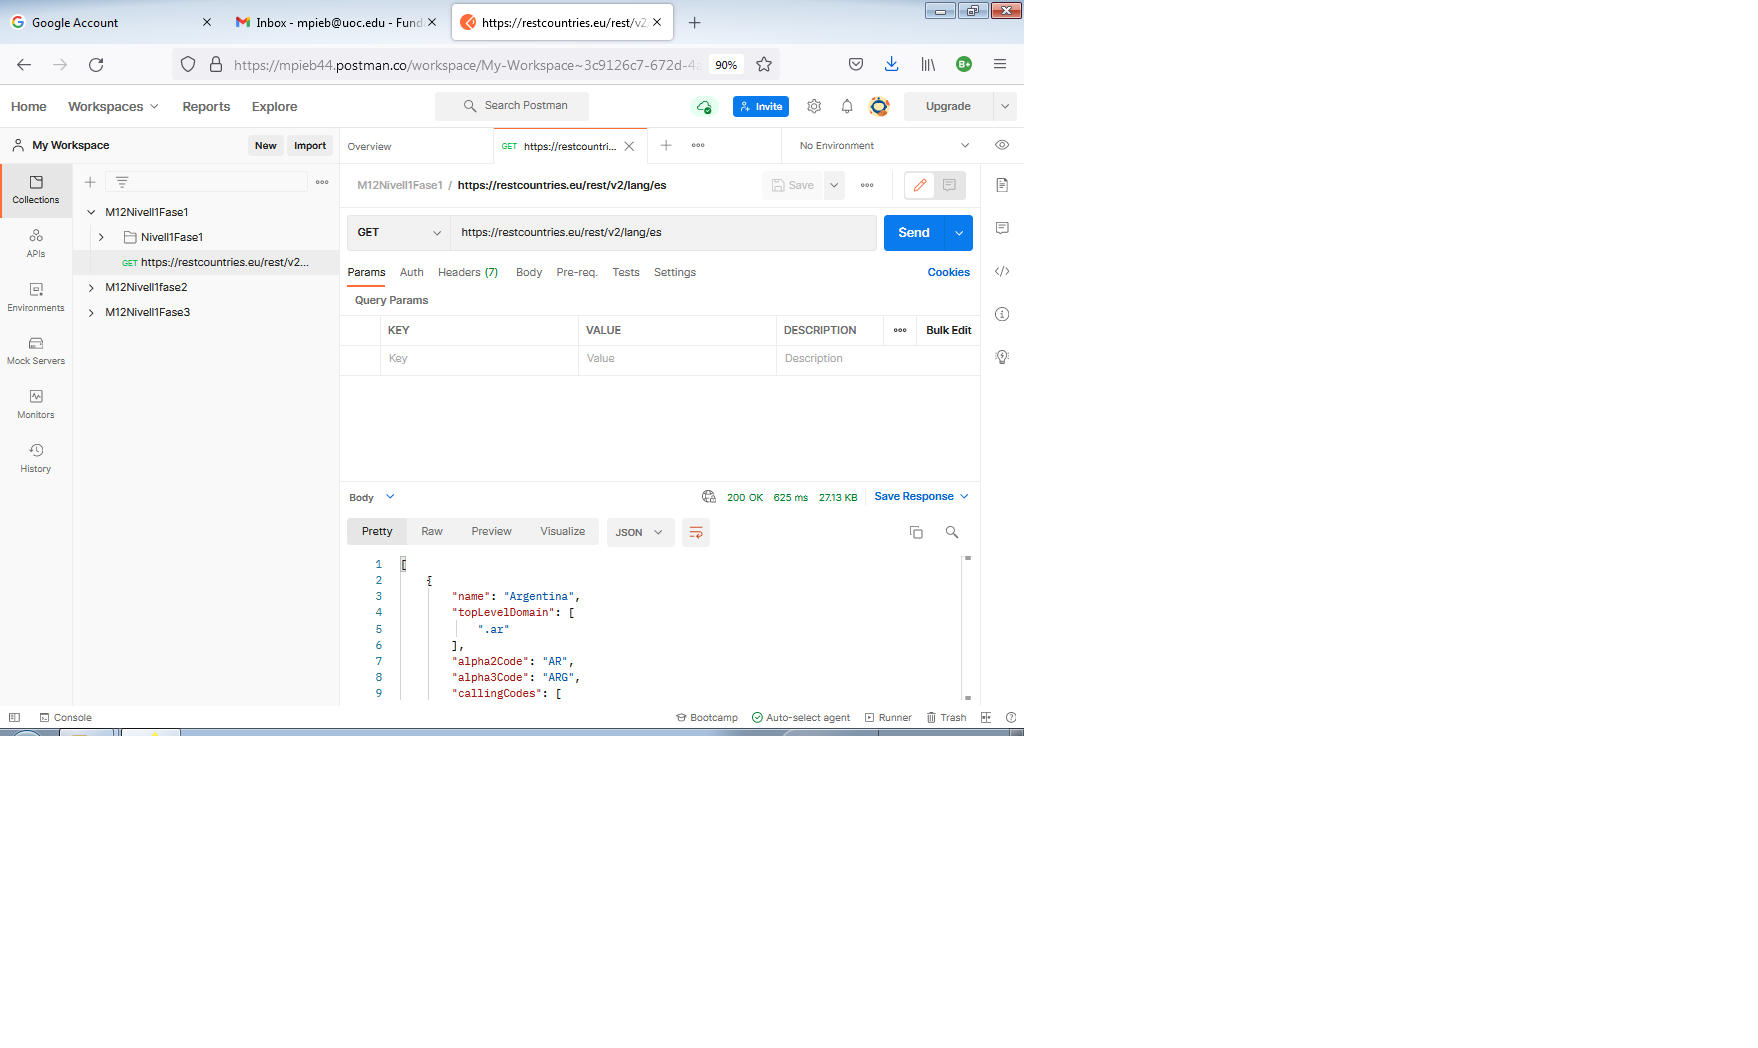 Google Account
Inbox - mpieb@uoc.edu - Fund
https://restcountries.eu/rest/v2
https://mpieb44.postman.co/workspace/My-Workspace~3c9126c7-672d-4a
90%
Home
Workspaces
Reports
Explore
Search Postman
Invite
Upgrade
My Workspace
New
Import
Overview
GET https://restcountri...
No Environment
Collections
APIs
Environments
Mock Servers
Monitors
History
M12Nivell1Fase1
Nivell1Fase1
GET https://restcountries.eu/rest/v2...
M12Nivell1fase2
M12Nivell1Fase3
M12Nivell1Fase1 / https://restcountries.eu/rest/v2/lang/es
Save
GET
https://restcountries.eu/rest/v2/lang/es
Send
Params
Auth
Headers (7)
Body
Pre-req.
Tests
Settings
Cookies
Query Params
KEY
VALUE
DESCRIPTION
Bulk Edit
Key
Value
Description
Body
200 OK
625 ms
27.13 KB
Save Response
Pretty
Raw
Preview
Visualize
JSON
1 [
2 {
3 "name": "Argentina",
4 "topLevelDomain": [
5 ".ar"
6 ],
7 "alpha2Code": "AR",
8 "alpha3Code": "ARG",
9 "callingCodes": [
Console
Bootcamp
Auto-select agent
Runner
Trash